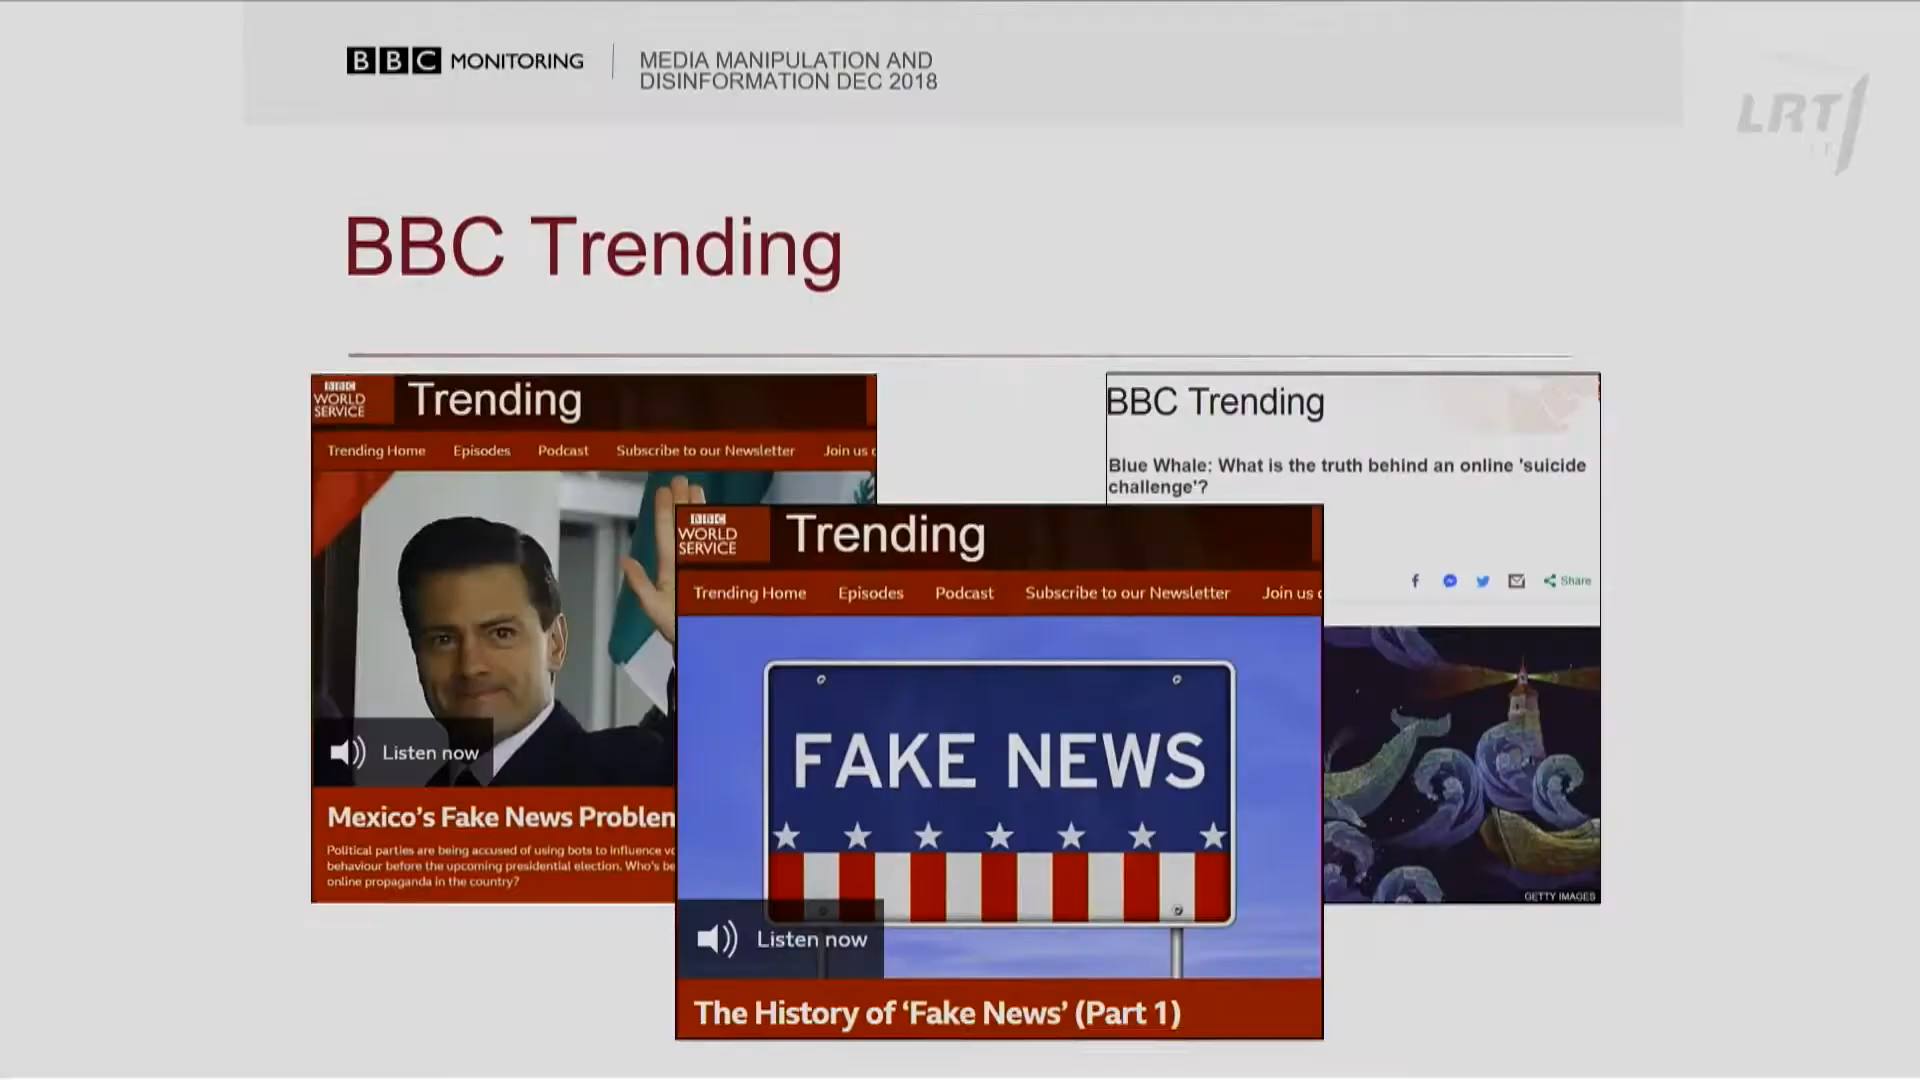 BBC MONITORING
MEDIA MANIPULATION AND
DISINFORMATION DEC 2018
LRT
BBC Trending
BBC
WORLD
SERVICE
Trending
Trending Home Episodes Podcast Subscribe to our Newsletter Join us
Listen now
Mexico's Fake News Problem
Political parties are being accused of using bots to influence
behaviour before the upcoming presidential election. Who's
online propaganda in the country?
BBC
WORLD
SERVICE
Trending
Trending Home Episodes Podcast Subscribe to our Newsletter Join us
FAKE NEWS
Listen now
The History of ‘Fake News’ (Part 1)
BBC Trending
Blue Whale: What is the truth behind an online 'suicide
challenge'?
Share
GETTY IMAGES